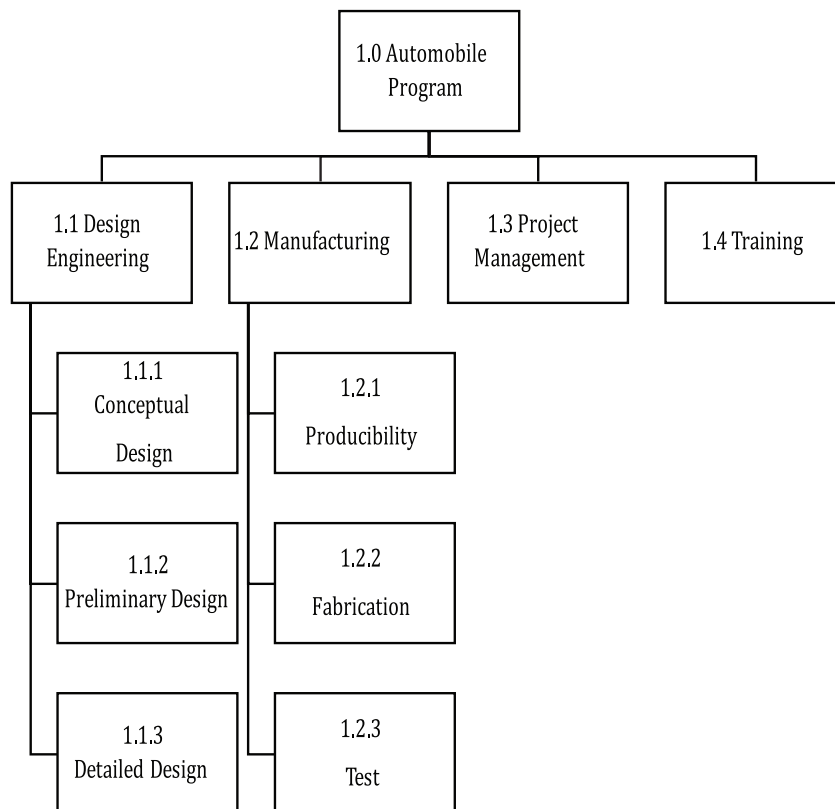 1.0 Automobile
Program
1.1 Design
Engineering
1.2 Manufacturing
1.3 Project
Management
1.4 Training
1.1.1
Conceptual
Design
1.1.2
Preliminary Design
1.1.3
Detailed Design
1.2.1
Producibility
1.2.2
Fabrication
1.2.3
Test